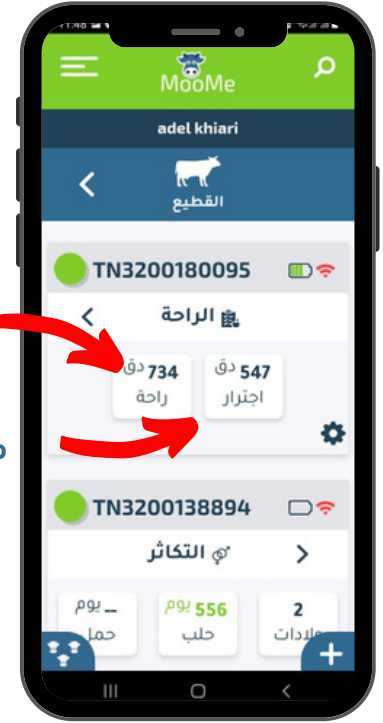 MooMe
adel khiari
القطيع
TN3200180095
الراحة
547 دق
اجترار
734 دق
راحة
TN3200138894
التكاثر
2
ولادات
556 يوم
حلب
-- يوم
حمل